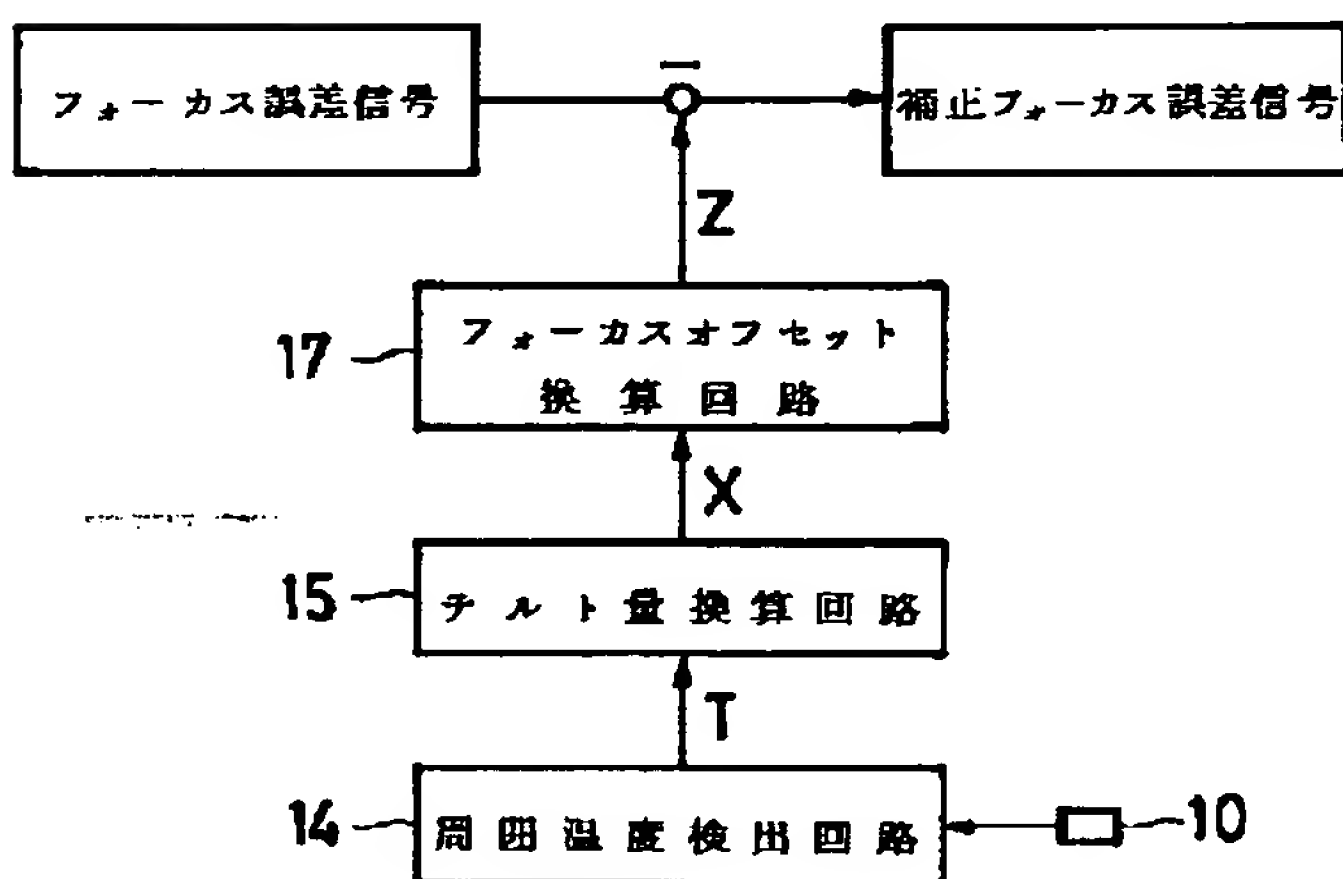 フォーカス誤差信号
−
補正フォーカス誤差信号
Z
17
フォーカスオフセット
換算回路
X
15
チルト量換算回路
T
14
周囲温度検出回路
10